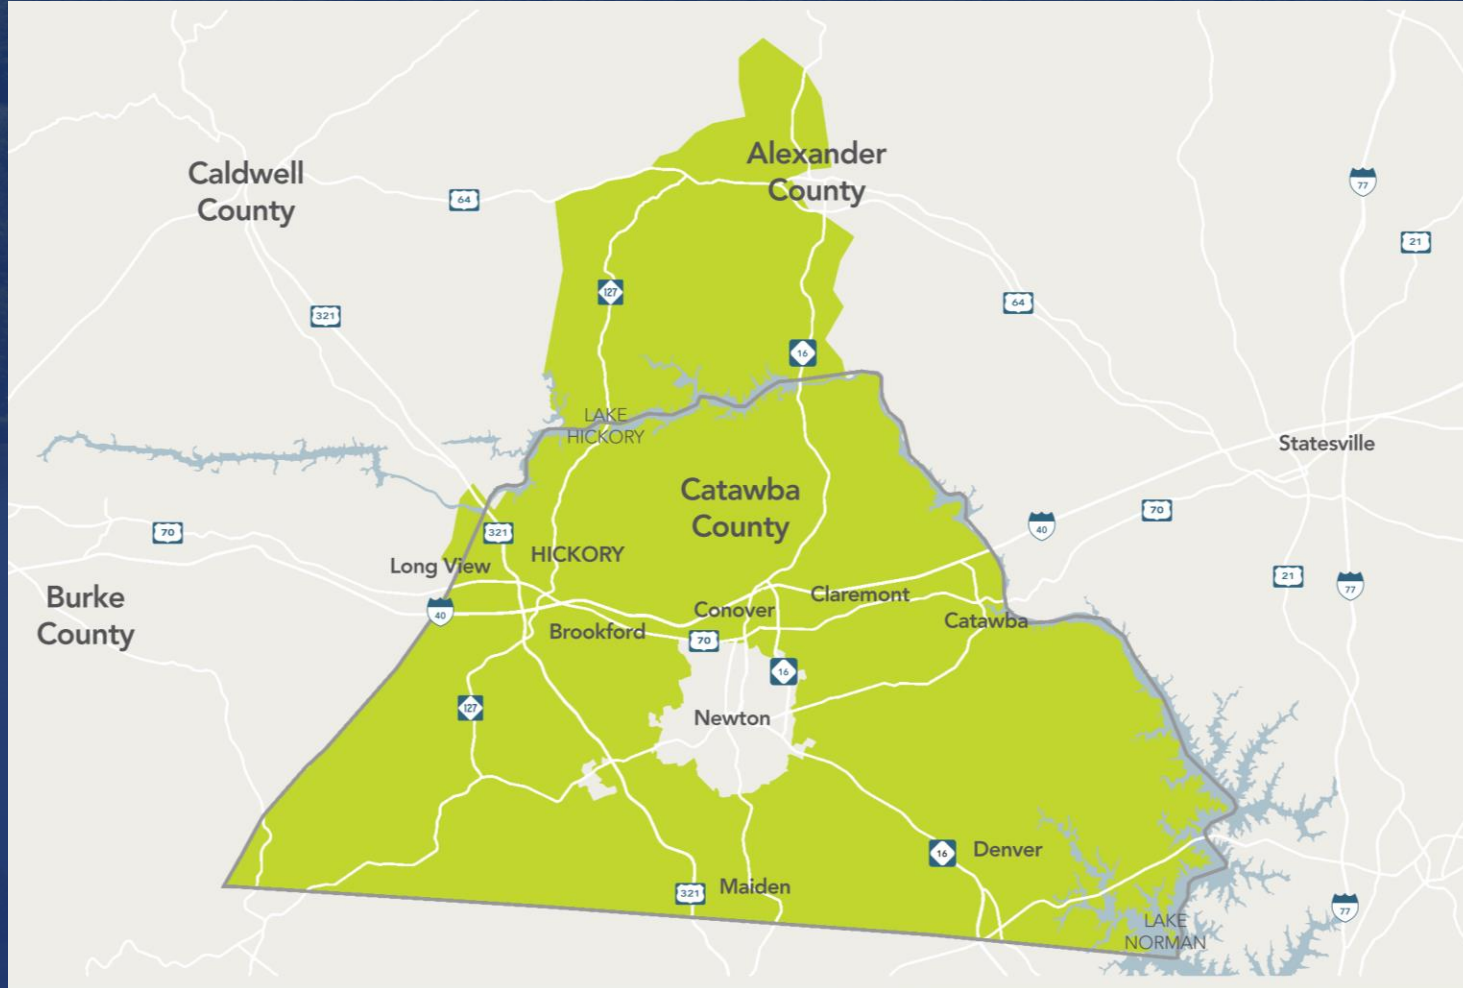 Alexander
County
Caldwell
County
77
64
21
127
64
321
16
LAKE
HICKORY
Statesville
Catawba
County
70
40
70
321
HICKORY
Long View
21
77
Burke
County
Claremont
40
Conover
Catawba
Brookford
70
16
127
Newton
16
Denver
321
Maiden
77
LAKE
NORMAN